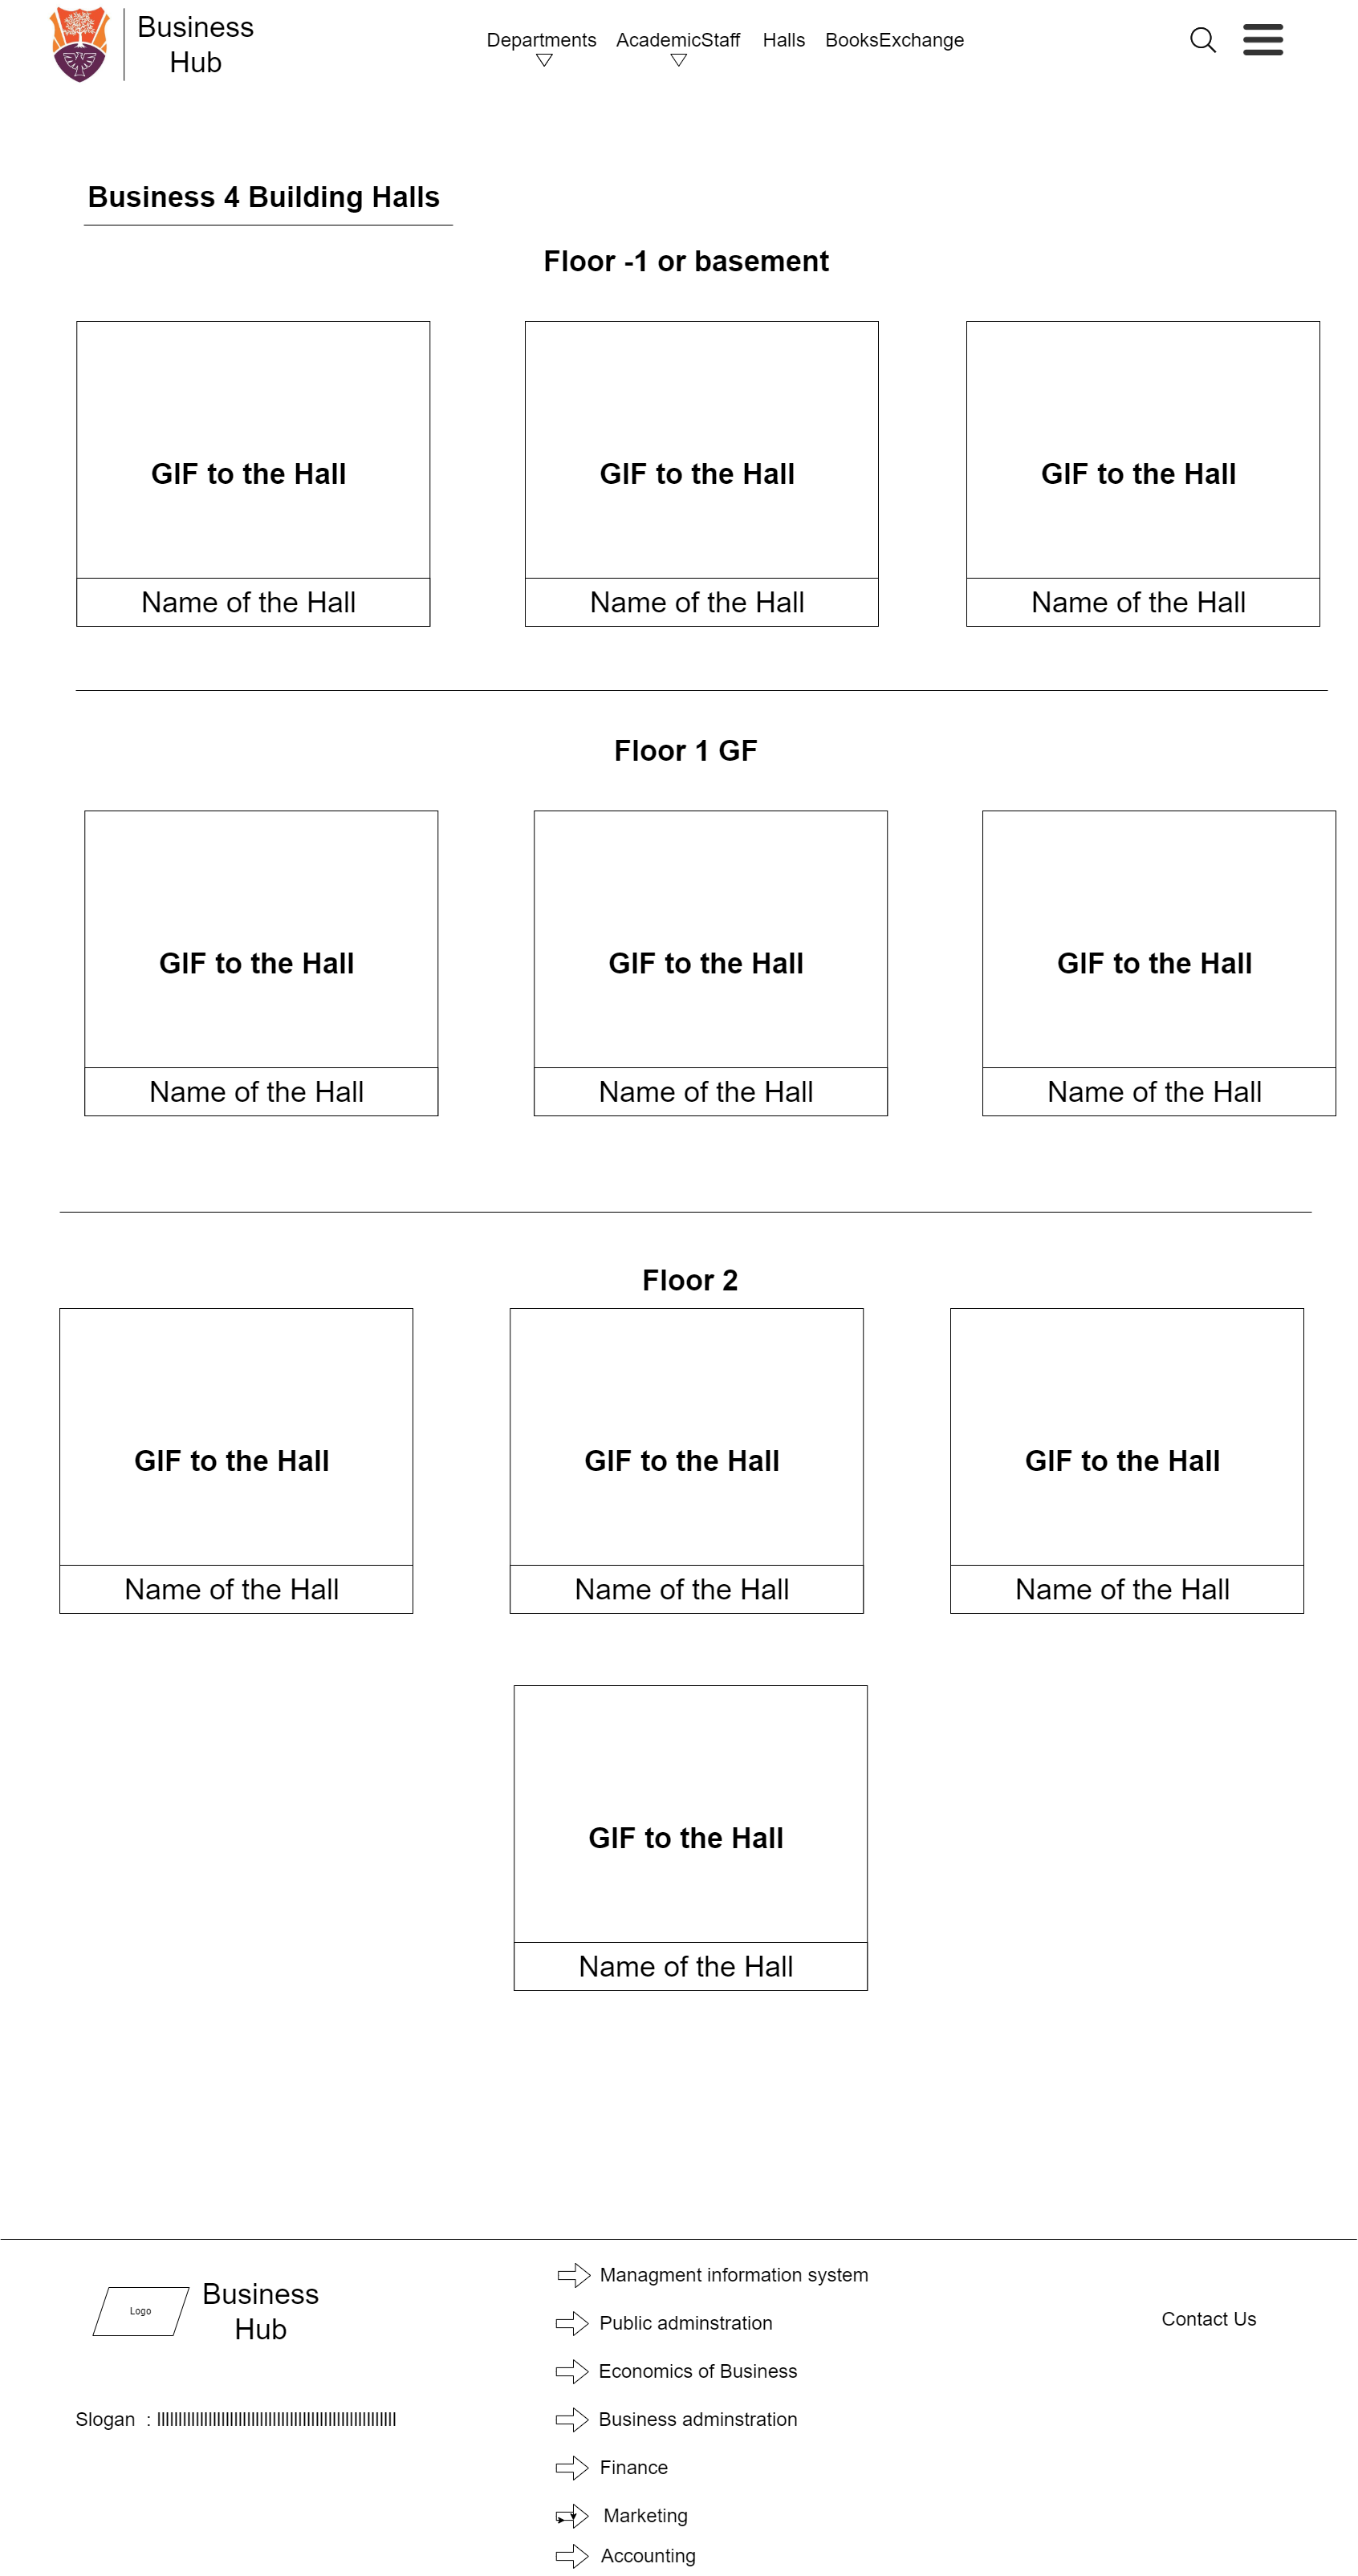 Business
Hub
Departments AcademicStaff Halls BooksExchange
Business 4 Building Halls
Floor -1 or basement
GIF to the Hall GIF to the Hall GIF to the Hall
Name of the Hall Name of the Hall Name of the Hall
Floor 1 GF
GIF to the Hall GIF to the Hall GIF to the Hall
Name of the Hall Name of the Hall Name of the Hall
Floor 2
GIF to the Hall GIF to the Hall GIF to the Hall
Name of the Hall Name of the Hall Name of the Hall
GIF to the Hall
Name of the Hall
Logo
Business
Hub
Slogan :
Managment information system
Public adminstration
Economics of Business
Business adminstration
Finance
Marketing
Accounting
Contact Us